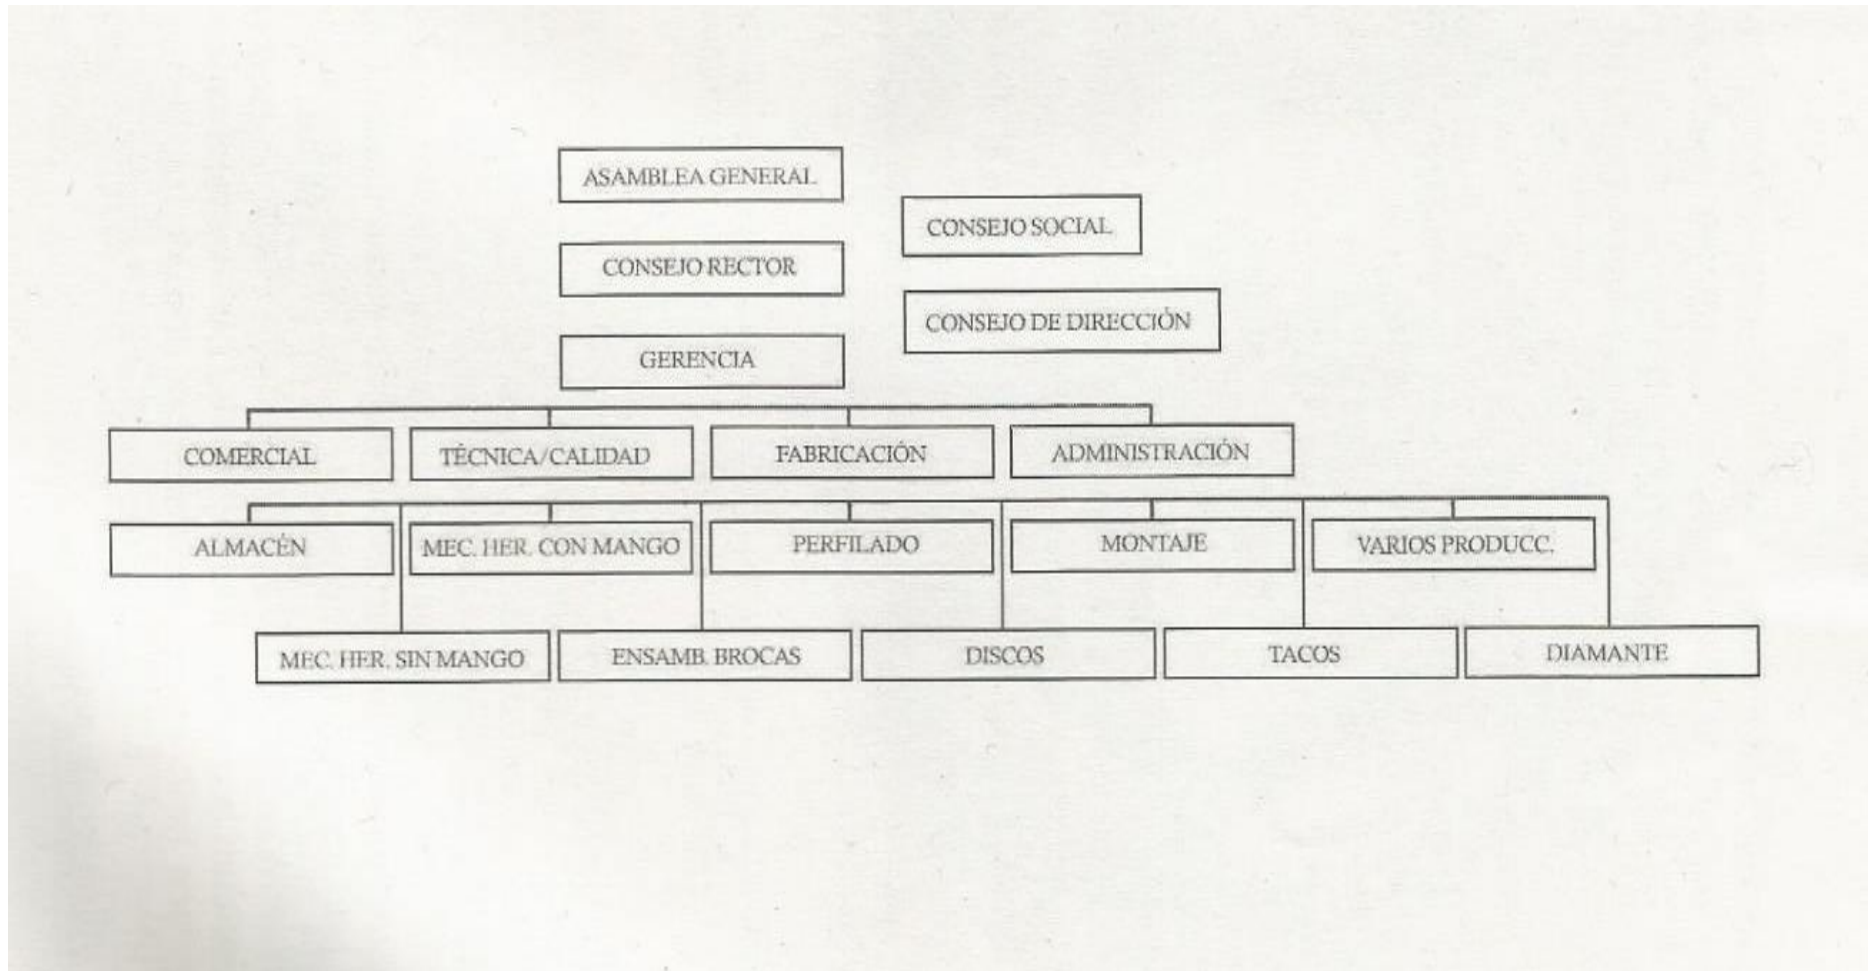 ASAMBLEA GENERAL
CONSEJO SOCIAL
CONSEJO RECTOR
CONSEJO DE DIRECCIÓN
GERENCIA
COMERCIAL
TÉCNICA/CALIDAD
FABRICACIÓN
ADMINISTRACIÓN
ALMACÉN
MEC. HER. CON MANGO
PERFILADO
MONTAJE
VARIOS PRODUCC.
MEC. HER. SIN MANGO
ENSAMB. BROCAS
DISCOS
TACOS
DIAMANTE